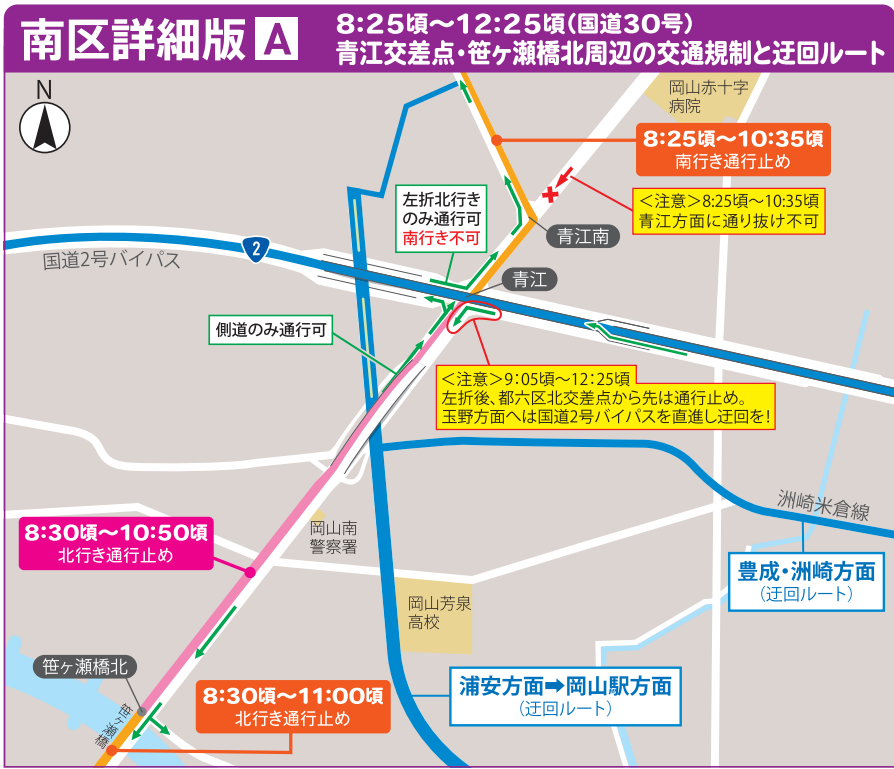 南区詳細版 A
8:25頃～12:25頃(国道30号)
青江交差点・笹ヶ瀬橋北周辺の交通規制と迂回ルート
N
岡山赤十字
病院
8:25頃～10:35頃
南行き通行止め
＜注意＞8:25頃～10:35頃
青江方面に通り抜け不可
左折北行き
のみ通行可
南行き不可
青江南
2
国道2号バイパス
青江
側道のみ通行可
＜注意＞9:05頃～12:25頃
左折後、都六区北交差点から先は通行止め。
玉野方面へは国道2号バイパスを直進し迂回を!
洲崎米倉線
8:30頃～10:50頃
北行き通行止め
岡山南
警察署
豊成・洲崎方面
(迂回ルート)
岡山芳泉
高校
笹ヶ瀬橋北
浦安方面➡岡山駅方面
(迂回ルート)
8:30頃～11:00頃
北行き通行止め
笹ヶ瀬橋